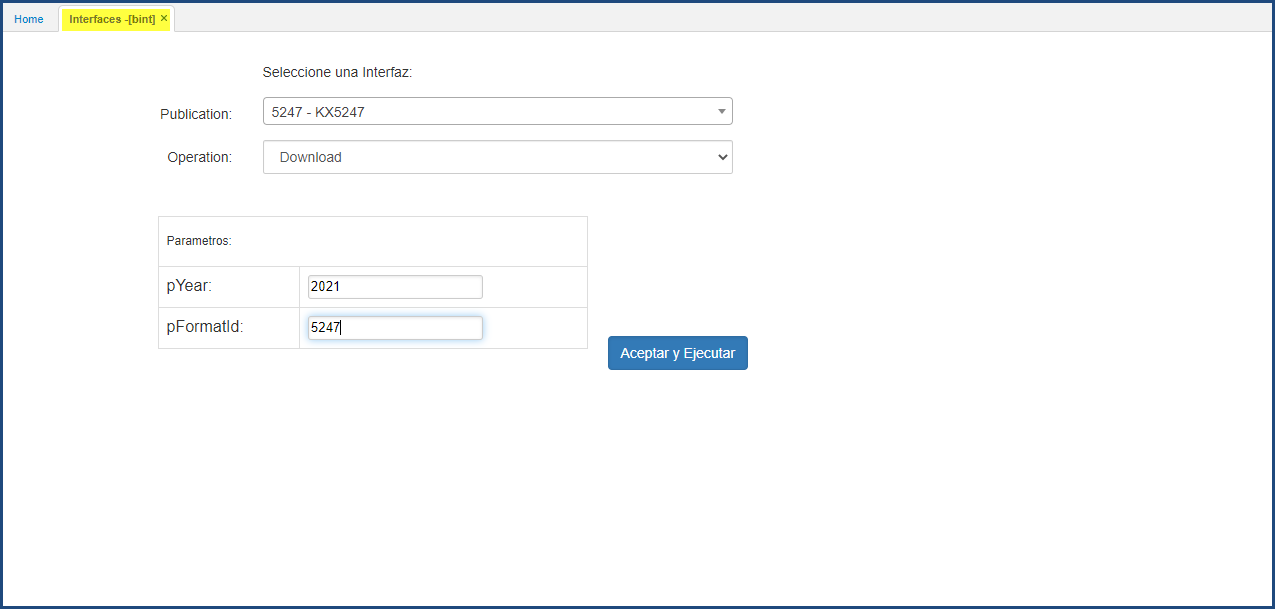 Home Interfaces -[bint] ×
Seleccione una Interfaz:
Publication: 5247 - KX5247
Operation: Download
Parametros:
pYear: 2021
pFormatId: 5247
Aceptar y Ejecutar